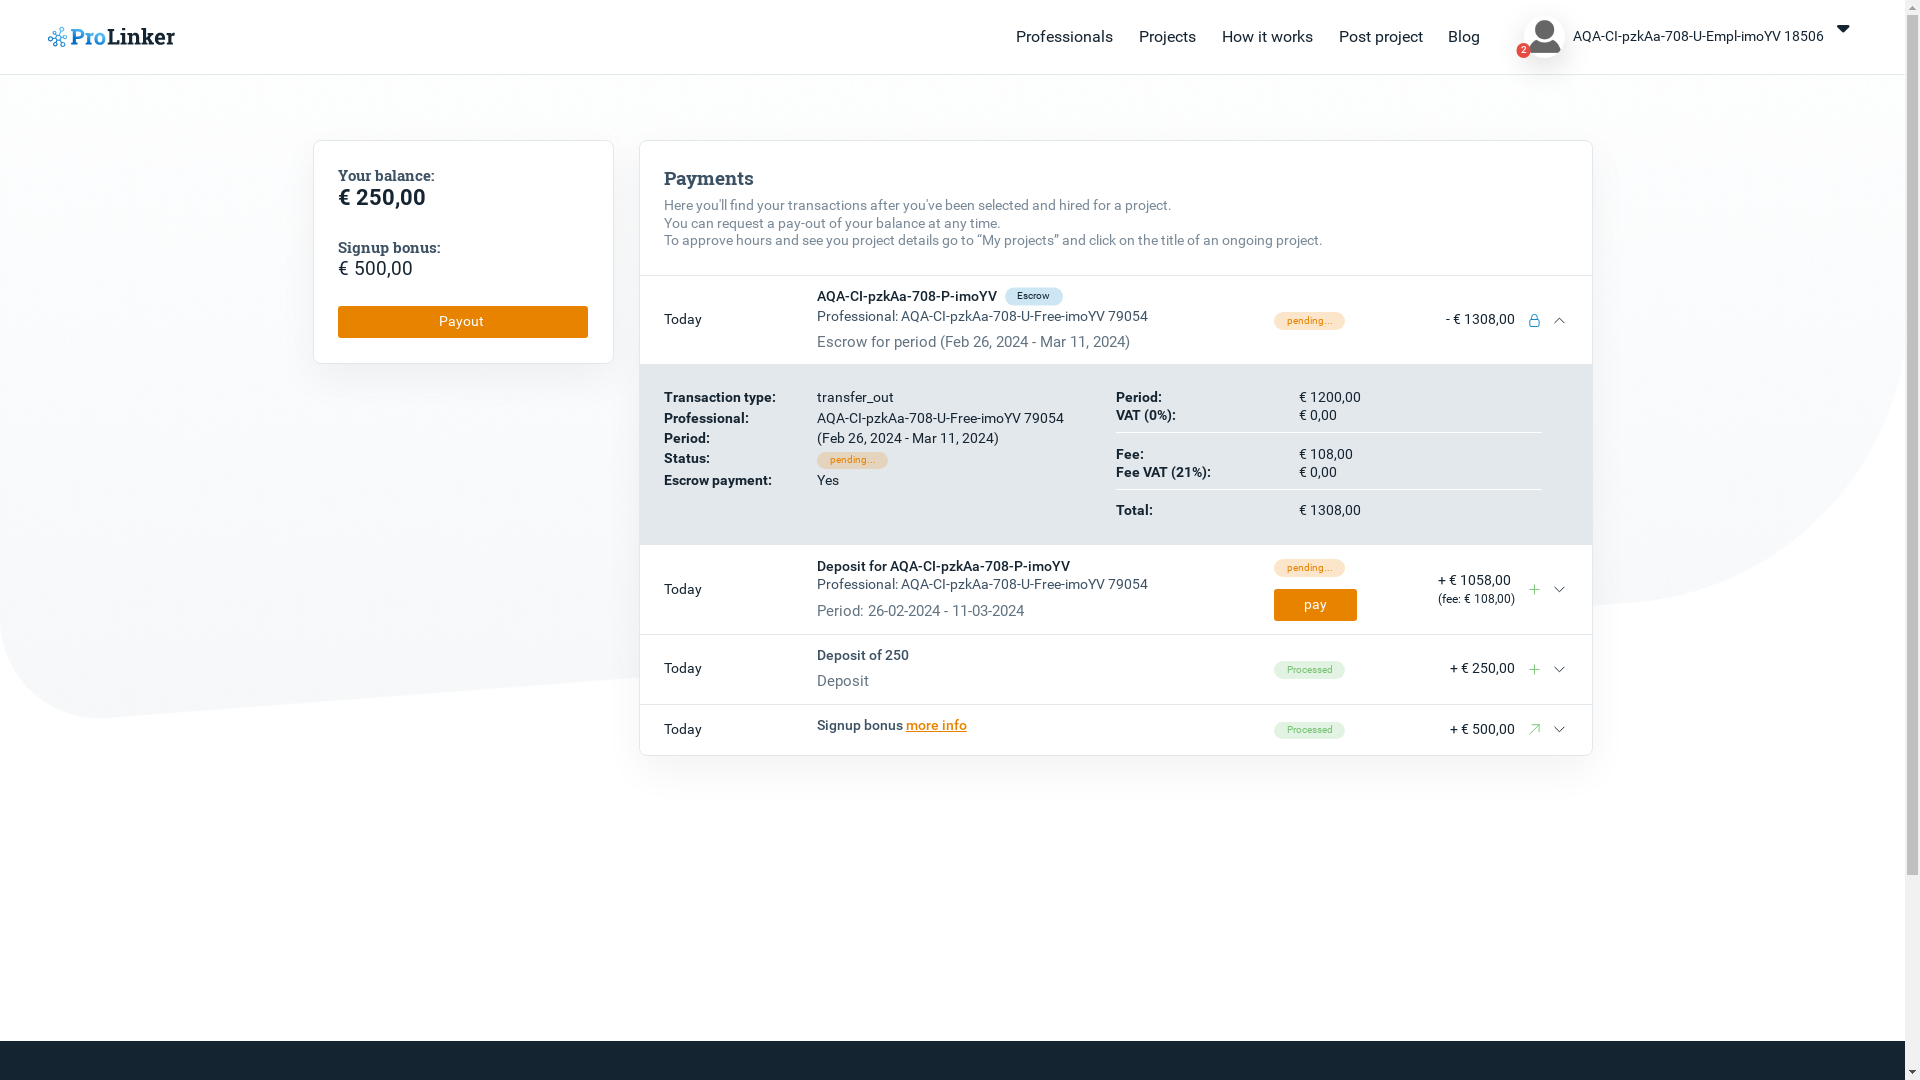 ProLinker
Professionals
Projects
How it works
Post project
Blog
2
AQA-CI-pzkAa-708-U-Empl-imoYV 18506
Your balance:
€ 250,00
Signup bonus:
€ 500,00
Payout
Payments
Here you'll find your transactions after you've been selected and hired for a project.
You can request a pay-out of your balance at any time.
To approve hours and see you project details go to “My projects” and click on the title of an ongoing project.
Today
AQA-CI-pzkAa-708-P-imoYV Escrow
Professional: AQA-CI-pzkAa-708-U-Free-imoYV 79054
Escrow for period (Feb 26, 2024 - Mar 11, 2024)
pending...
- € 1308,00
Transaction type: transfer_out
Professional: AQA-CI-pzkAa-708-U-Free-imoYV 79054
Period: (Feb 26, 2024 - Mar 11, 2024)
Status: pending...
Escrow payment: Yes
Period: € 1200,00
VAT (0%): € 0,00
Fee: € 108,00
Fee VAT (21%): € 0,00
Total: € 1308,00
Today
Deposit for AQA-CI-pzkAa-708-P-imoYV
Professional: AQA-CI-pzkAa-708-U-Free-imoYV 79054
Period: 26-02-2024 - 11-03-2024
pending...
pay
+ € 1058,00
(fee: € 108,00)
Today
Deposit of 250
Deposit
Processed
+ € 250,00
Today
Signup bonus more info
Processed
+ € 500,00